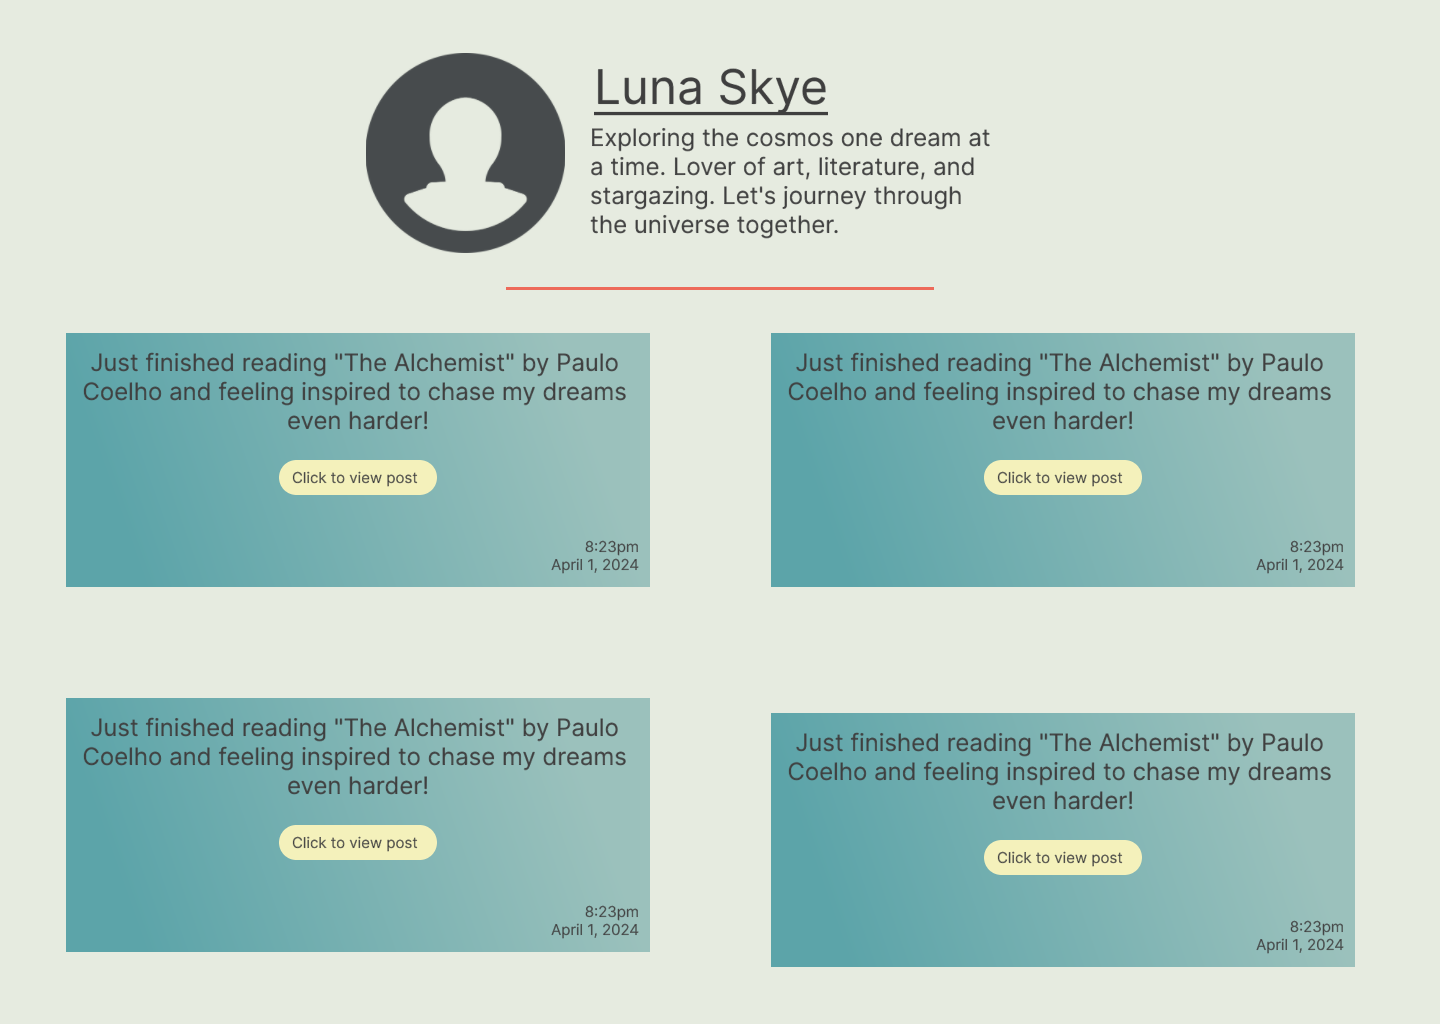 Luna Skye
Exploring the cosmos one dream at
a time. Lover of art, literature, and
stargazing. Let's journey through
the universe together.
Just finished reading "The Alchemist" by Paulo
Coelho and feeling inspired to chase my dreams
even harder!
Click to view post
8:23pm
April 1, 2024
Just finished reading "The Alchemist" by Paulo
Coelho and feeling inspired to chase my dreams
even harder!
Click to view post
8:23pm
April 1, 2024
Just finished reading "The Alchemist" by Paulo
Coelho and feeling inspired to chase my dreams
even harder!
Click to view post
8:23pm
April 1, 2024
Just finished reading "The Alchemist" by Paulo
Coelho and feeling inspired to chase my dreams
even harder!
Click to view post
8:23pm
April 1, 2024